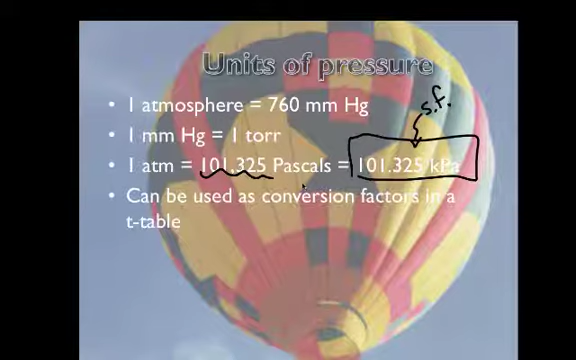 Units of pressure
s.f.
• 1 atmosphere = 760 mm Hg
• 1 mm Hg = 1 torr
• 1 atm = 101,325 Pascals = 101.325 kPa
• Can be used as conversion factors in a
t-table